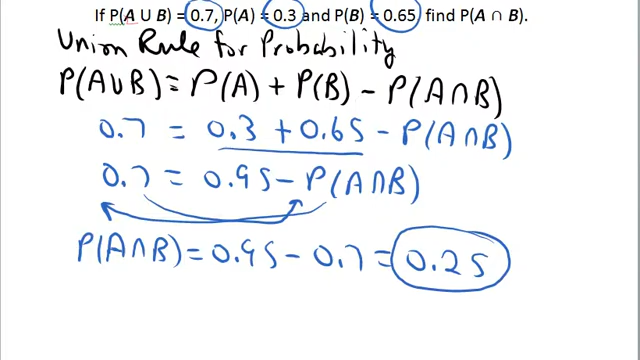 If P(A ∪ B) = 0.7, P(A) = 0.3 and P(B) = 0.65 find P(A ∩ B).
Union Rule for Probability
P(A∪B) = P(A) + P(B) - P(A∩B)
0.7 = 0.3 + 0.65 - P(A∩B)
0.7 = 0.95 - P(A∩B)
P(A∩B) = 0.95 - 0.7 = 0.25